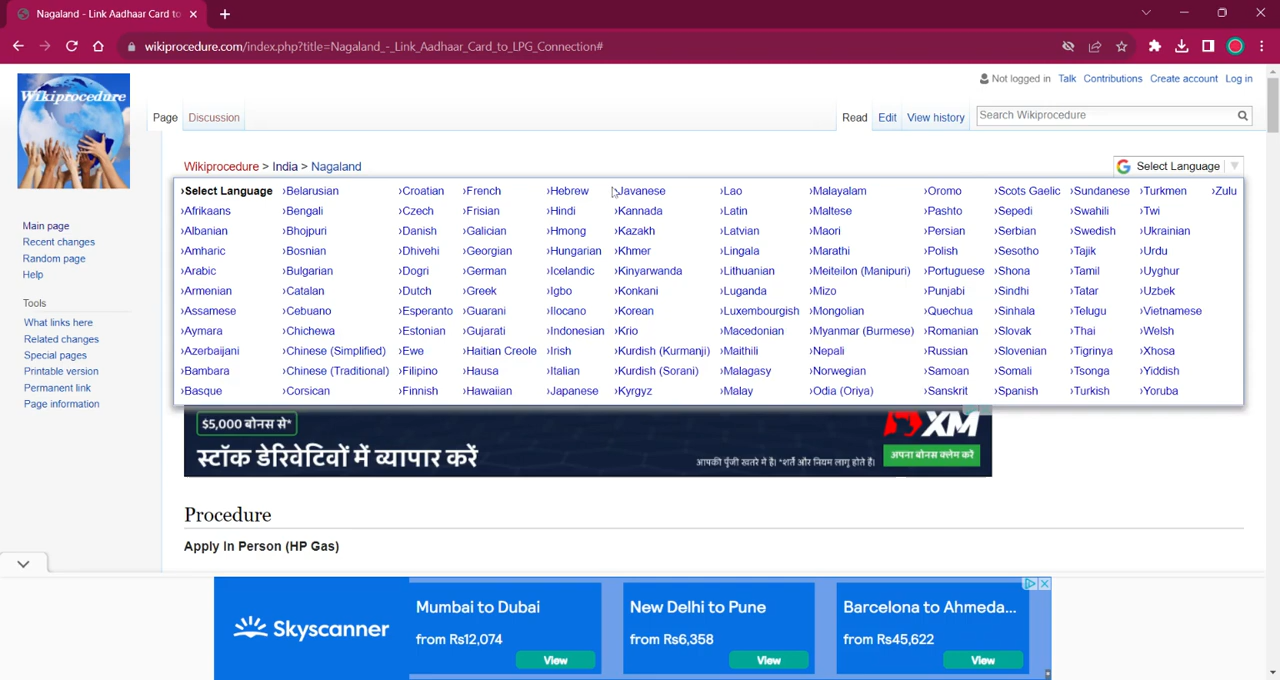 Nagaland - Link Aadhaar Card to
wikiprocedure.com/index.php?title=Nagaland_-_Link_Aadhaar_Card_to_LPG_Connection#
Wikiprocedure
Not logged in Talk Contributions Create account Log in
Page Discussion Read Edit View history Search Wikiprocedure
Wikiprocedure > India > Nagaland
Select Language
Main page
Recent changes
Random page
Help
Tools
What links here
Related changes
Special pages
Printable version
Permanent link
Page information
›Select Language ›Belarusian ›Croatian ›French ›Hebrew ›Javanese ›Lao ›Malayalam ›Oromo ›Scots Gaelic ›Sundanese ›Turkmen ›Zulu
›Afrikaans ›Bengali ›Czech ›Frisian ›Hindi ›Kannada ›Latin ›Maltese ›Pashto ›Sepedi ›Swahili ›Twi
›Albanian ›Bhojpuri ›Danish ›Galician ›Hmong ›Kazakh ›Latvian ›Maori ›Persian ›Serbian ›Swedish ›Ukrainian
›Amharic ›Bosnian ›Dhivehi ›Georgian ›Hungarian ›Khmer ›Lingala ›Marathi ›Polish ›Sesotho ›Tajik ›Urdu
›Arabic ›Bulgarian ›Dogri ›German ›Icelandic ›Kinyarwanda ›Lithuanian ›Meiteilon (Manipuri) ›Portuguese ›Shona ›Tamil ›Uyghur
›Armenian ›Catalan ›Dutch ›Greek ›Igbo ›Konkani ›Luganda ›Mizo ›Punjabi ›Sindhi ›Tatar ›Uzbek
›Assamese ›Cebuano ›Esperanto ›Guarani ›Ilocano ›Korean ›Luxembourgish ›Mongolian ›Quechua ›Sinhala ›Telugu ›Vietnamese
›Aymara ›Chichewa ›Estonian ›Gujarati ›Indonesian ›Krio ›Macedonian ›Myanmar (Burmese) ›Romanian ›Slovak ›Thai ›Welsh
›Azerbaijani ›Chinese (Simplified) ›Ewe ›Haitian Creole ›Irish ›Kurdish (Kurmanji) ›Maithili ›Nepali ›Russian ›Slovenian ›Tigrinya ›Xhosa
›Bambara ›Chinese (Traditional) ›Filipino ›Hausa ›Italian ›Kurdish (Sorani) ›Malagasy ›Norwegian ›Samoan ›Somali ›Tsonga ›Yiddish
›Basque ›Corsican ›Finnish ›Hawaiian ›Japanese ›Kyrgyz ›Malay ›Odia (Oriya) ›Sanskrit ›Spanish ›Turkish ›Yoruba
$5,000 बोनस से*
स्टॉक डेरिवेटिवों में व्यापार करें
आपकी पूँजी खतरे में है। *शर्तें और नियम लागू होते है।
XM
अपना बोनस क्लेम करें
Procedure
Apply In Person (HP Gas)
Skyscanner
Mumbai to Dubai
from Rs12,074
View
New Delhi to Pune
from Rs6,358
View
Barcelona to Ahmeda...
from Rs45,622
View